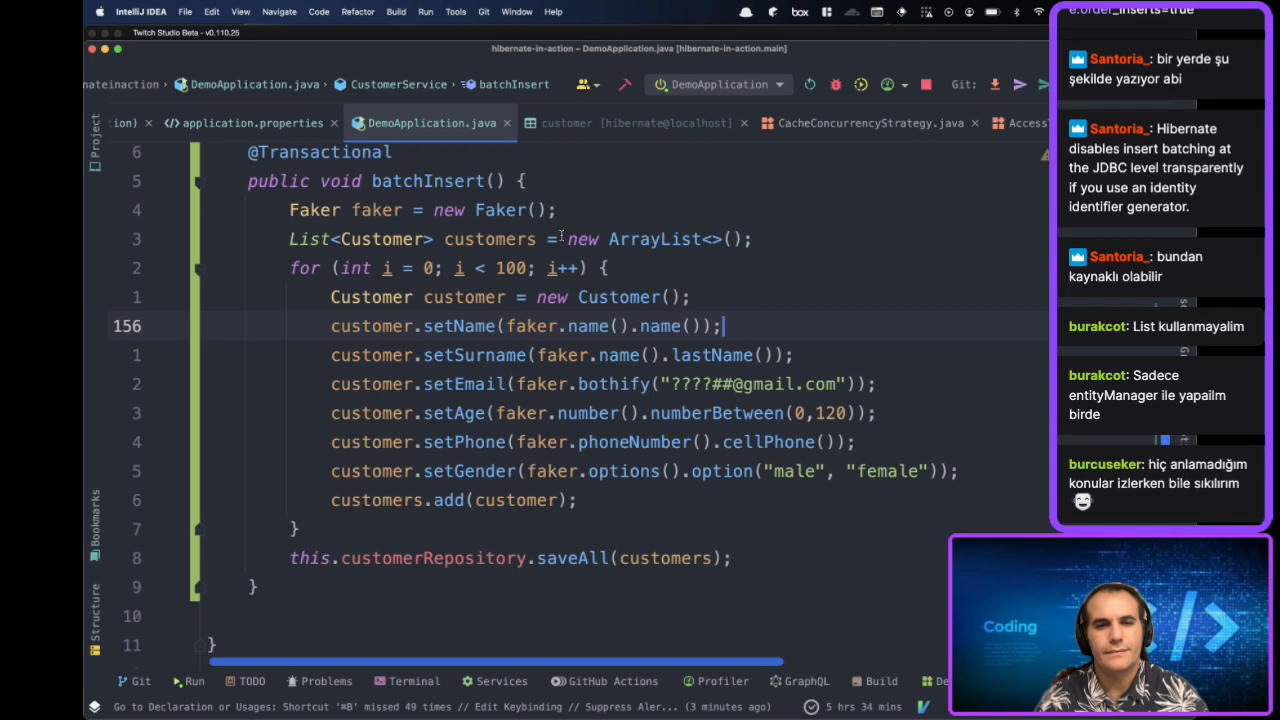 IntelliJ IDEA File Edit View Navigate Code Refactor Build Run Tools Git Window Help
box
Twitch Studio Beta - v0.110.25
hibernate-in-action – DemoApplication.java [hibernate-in-action.main]
nateinaction DemoApplication.java CustomerService batchInsert DemoApplication Git:
ion) application.properties DemoApplication.java customer [hibernate@localhost] CacheConcurrencyStrategy.java Access
Project
6 @Transactional
5 public void batchInsert() {
4 Faker faker = new Faker();
3 List<Customer> customers = new ArrayList<>();
2 for (int i = 0; i < 100; i++) {
1 Customer customer = new Customer();
156 customer.setName(faker.name().name());
1 customer.setSurname(faker.name().lastName());
2 customer.setEmail(faker.bothify("????##@gmail.com"));
3 customer.setAge(faker.number().numberBetween(0,120));
4 customer.setPhone(faker.phoneNumber().cellPhone());
5 customer.setGender(faker.options().option("male", "female"));
6 customers.add(customer);
7 }
8 this.customerRepository.saveAll(customers);
9 }
10
11 }
Bookmarks
Structure
Git Run TODO Problems Terminal Services GitHub Actions Profiler GraphQL Build De
Go to Declaration or Usages: Shortcut '⌘B' missed 49 times // Edit Keybinding // Suppress Aler... (3 minutes ago) 5 hrs 34 mins
e.order_inserts=true
Santoria_: bir yerde şu
şekilde yazıyor abi
Santoria_: Hibernate
disables insert batching at
the JDBC level transparently
if you use an identity
identifier generator.
Santoria_: bundan
kaynaklı olabilir
burakcot: List kullanmayalim
burakcot: Sadece
entityManager ile yapailm
birde
burcuseker: hiç anlamadığım
konular izlerken bile sıkılırım
Coding